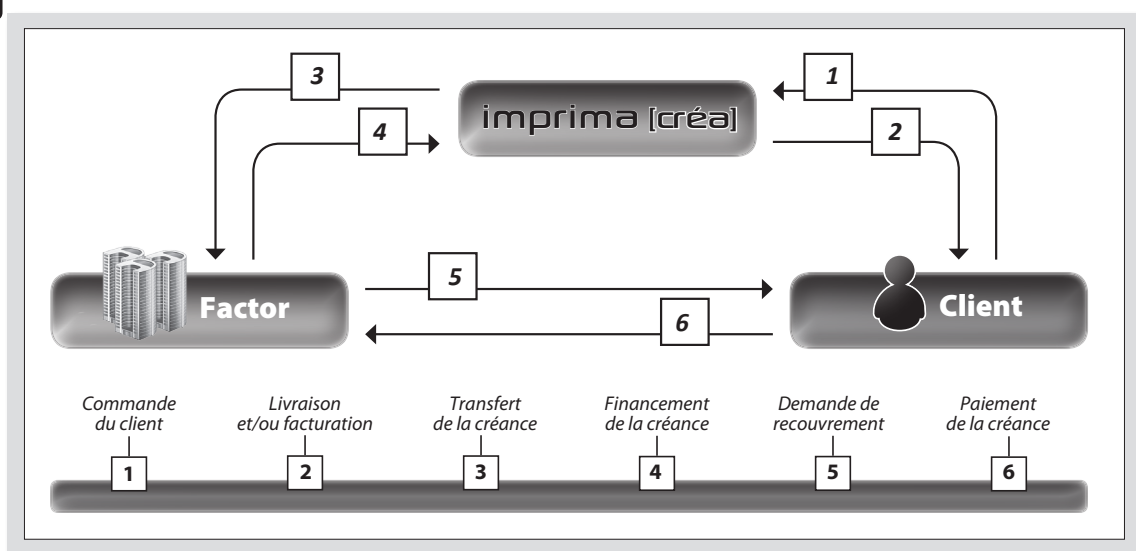 3
1
imprima [créa]
4
2
5
Factor
Client
6
Commande
du client
Livraison
et/ou facturation
Transfert
de la créance
Financement
de la créance
Demande de
recouvrement
Paiement
de la créance
1
2
3
4
5
6